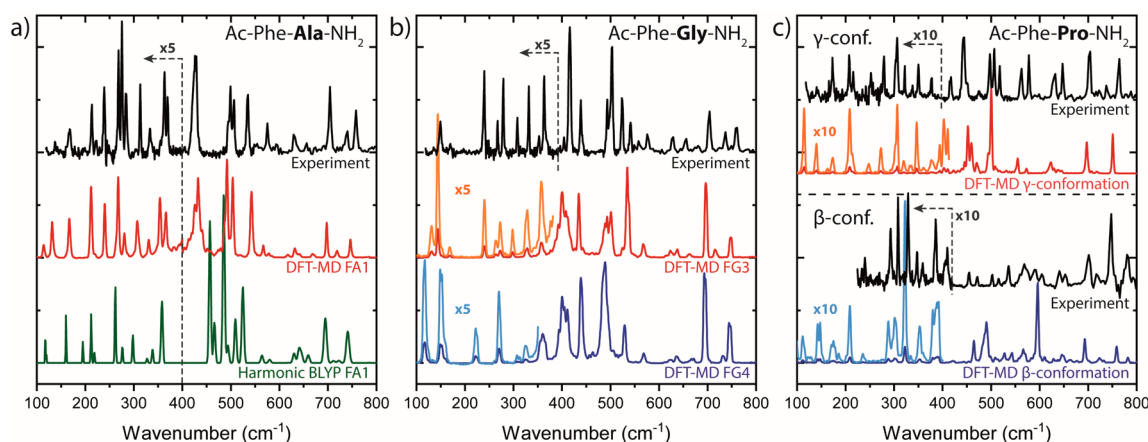 a)
Ac-Phe-Ala-NH2
x5
Experiment
DFT-MD FA1
Harmonic BLYP FA1
100 200 300 400 500 600 700 800
Wavenumber (cm-1)
b)
Ac-Phe-Gly-NH2
x5
Experiment
x5
DFT-MD FG3
x5
DFT-MD FG4
100 200 300 400 500 600 700 800
Wavenumber (cm-1)
c)
Ac-Phe-Pro-NH2
γ-conf.
x10
Experiment
x10
DFT-MD γ-conformation
β-conf.
x10
Experiment
x10
DFT-MD β-conformation
100 200 300 400 500 600 700 800
Wavenumber (cm-1)